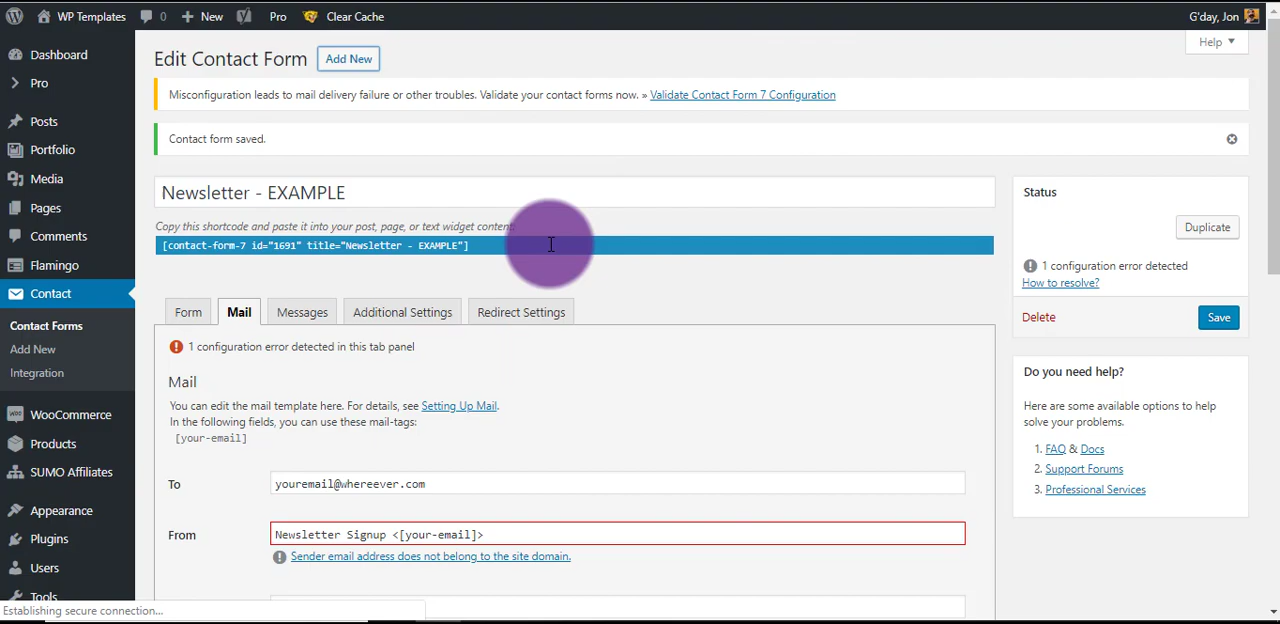 WP Templates 0 New Pro Clear Cache G'day, Jon
Help
Dashboard
Pro
Posts
Portfolio
Media
Pages
Comments
Flamingo
Contact
Contact Forms
Add New
Integration
WooCommerce
Products
SUMO Affiliates
Appearance
Plugins
Users
Tools
Edit Contact Form Add New
Misconfiguration leads to mail delivery failure or other troubles. Validate your contact forms now. » Validate Contact Form 7 Configuration
Contact form saved.
Newsletter - EXAMPLE
Copy this shortcode and paste it into your post, page, or text widget content:
[contact-form-7 id="1691" title="Newsletter - EXAMPLE"]
Form Mail Messages Additional Settings Redirect Settings
1 configuration error detected in this tab panel
Mail
You can edit the mail template here. For details, see Setting Up Mail.
In the following fields, you can use these mail-tags:
[your-email]
To youremail@whereever.com
From Newsletter Signup <[your-email]>
Sender email address does not belong to the site domain.
Status
Duplicate
1 configuration error detected
How to resolve?
Delete Save
Do you need help?
Here are some available options to help
solve your problems.
1. FAQ & Docs
2. Support Forums
3. Professional Services
Establishing secure connection...